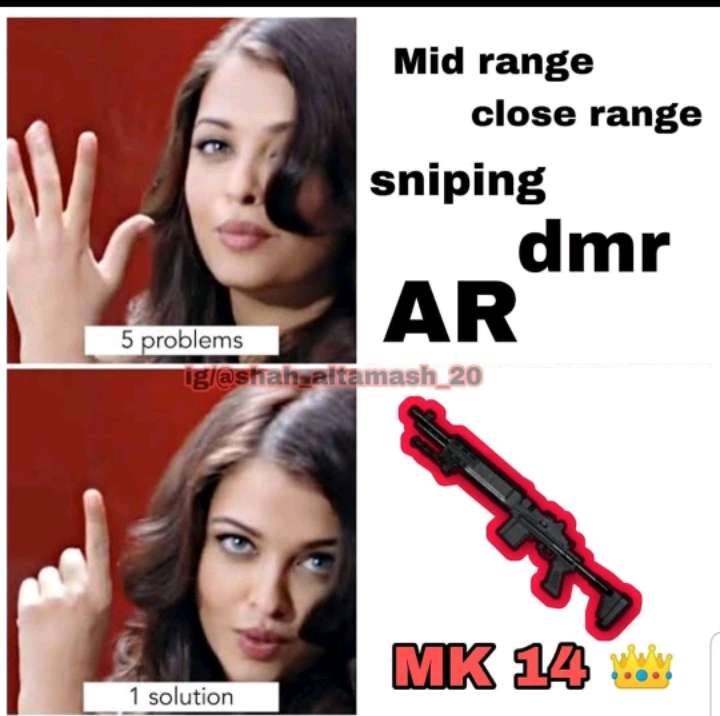 Mid range
close range
sniping
dmr
AR
5 problems
ig/@shah_altamash_20
MK 14
1 solution